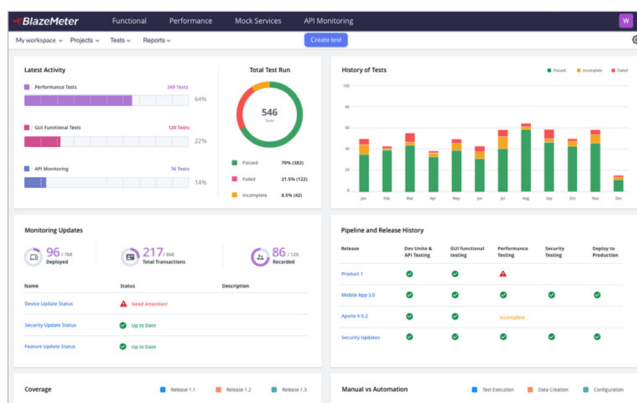 BlazeMeter Functional Performance Mock Services API Monitoring W
My workspace Projects Tests Reports Create test
Latest Activity
Performance Tests 349 Tests
64%
GUI Functional Tests 120 Tests
22%
API Monitoring 76 Tests
14%
Total Test Run
546
Tests
Passed 70% (382)
Failed 21.5% (122)
Incomplete 8.5% (42)
History of Tests
Passed Incomplete Failed
100
80
60
40
20
0
Jan Feb Mar Apr May Jun Jul Aug Sep Oct Nov Dec
Monitoring Updates
96 / 768
Deployed
217 / 868
Total Transactions
86 / 120
Recorded
Name Status Description
Device Update Status Need Attention!
Security Update Status Up to Date
Feature Update Status Up to Date
Pipeline and Release History
Release Dev Unite & API Testing GUI Functional testing Performance Testing Security Testing Deploy to Production
Product 1
Mobile App 3.0
Apollo V 9.2 Incomplete
Security Updates
Coverage Release 1.1 Release 1.2 Release 1.3
Manual vs Automation Test Execution Data Creation Configuration